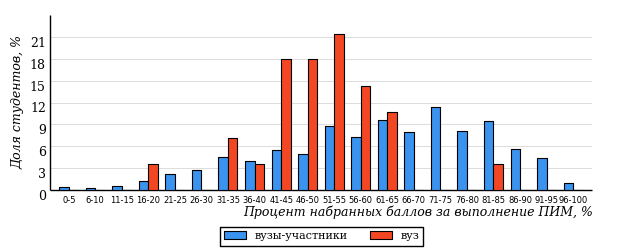 Доля студентов, %
21
18
15
12
9
6
3
0
0-5 6-10 11-15 16-20 21-25 26-30 31-35 36-40 41-45 46-50 51-55 56-60 61-65 66-70 71-75 76-80 81-85 86-90 91-95 96-100
Процент набранных баллов за выполнение ПИМ, %
вузы-участники вуз